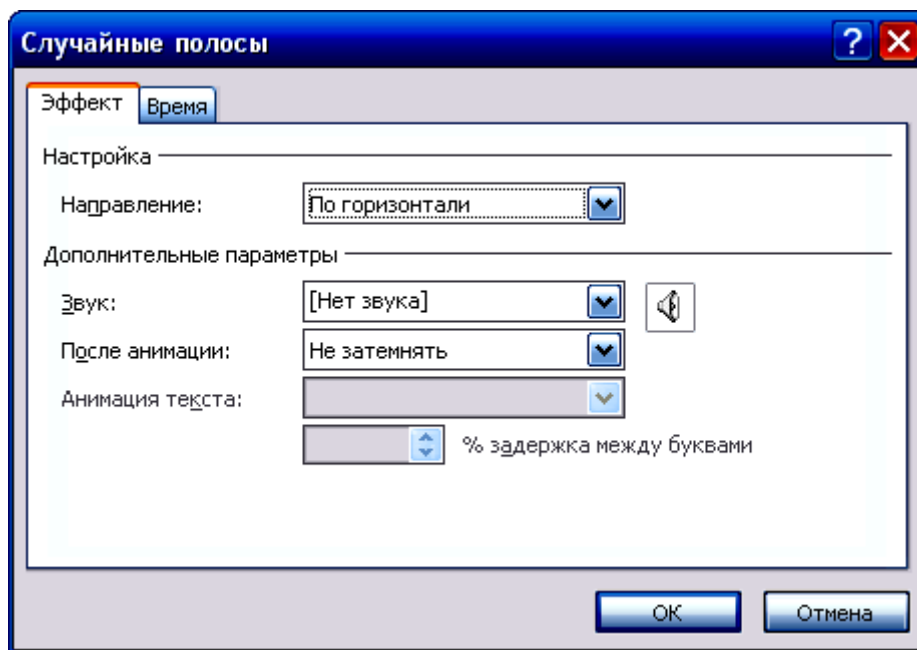 Случайные полосы
Эффект Время
Настройка
Направление: По горизонтали
Дополнительные параметры
Звук: [Нет звука]
После анимации: Не затемнять
Анимация текста:
% задержка между буквами
ОК Отмена